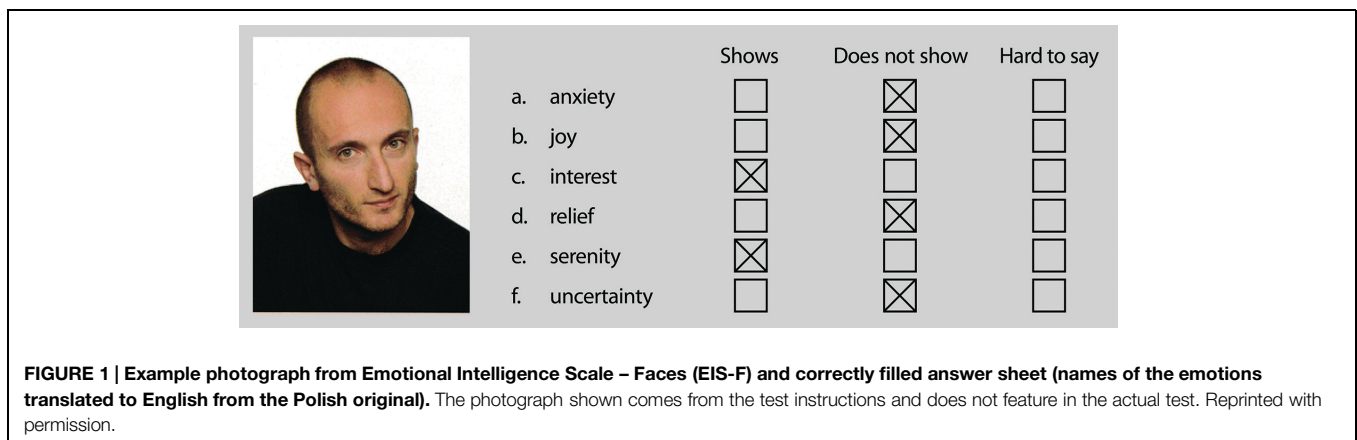 Shows Does not show Hard to say
a. anxiety
b. joy
c. interest
d. relief
e. serenity
f. uncertainty
FIGURE 1 | Example photograph from Emotional Intelligence Scale – Faces (EIS-F) and correctly filled answer sheet (names of the emotions
translated to English from the Polish original). The photograph shown comes from the test instructions and does not feature in the actual test. Reprinted with
permission.